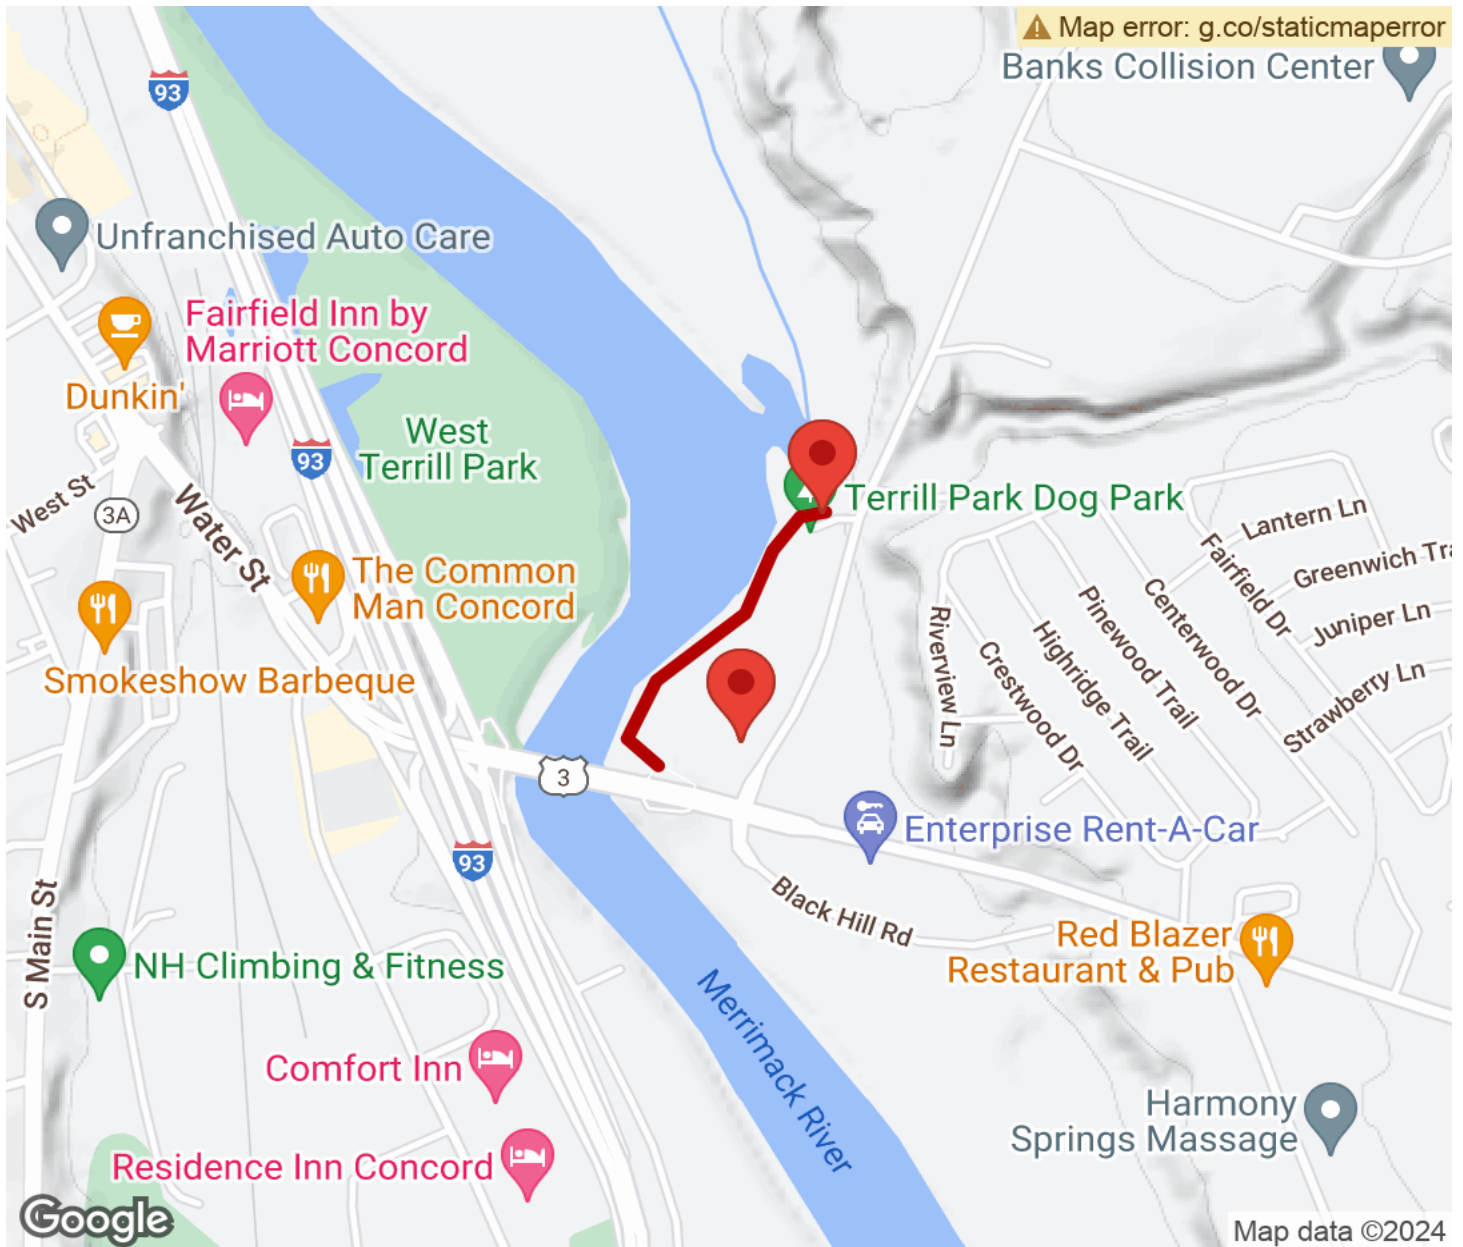 Map error: g.co/staticmaperror
Banks Collision Center
93
Unfranchised Auto Care
Fairfield Inn by
Marriott Concord
Dunkin'
West
Terrill Park
93
Terrill Park Dog Park
West St
3A
Water St
Lantern Ln
Fairfield Dr
Greenwich Tra
The Common
Man Concord
Centerwood Dr
Pinewood Trail
Juniper Ln
Riverview Ln
Highridge Trail
Crestwood Dr
Strawberry Ln
Smokeshow Barbeque
3
Enterprise Rent-A-Car
93
S Main St
Black Hill Rd
Red Blazer
Restaurant & Pub
NH Climbing & Fitness
Merrimack River
Comfort Inn
Harmony
Springs Massage
Residence Inn Concord
Google
Map data ©2024